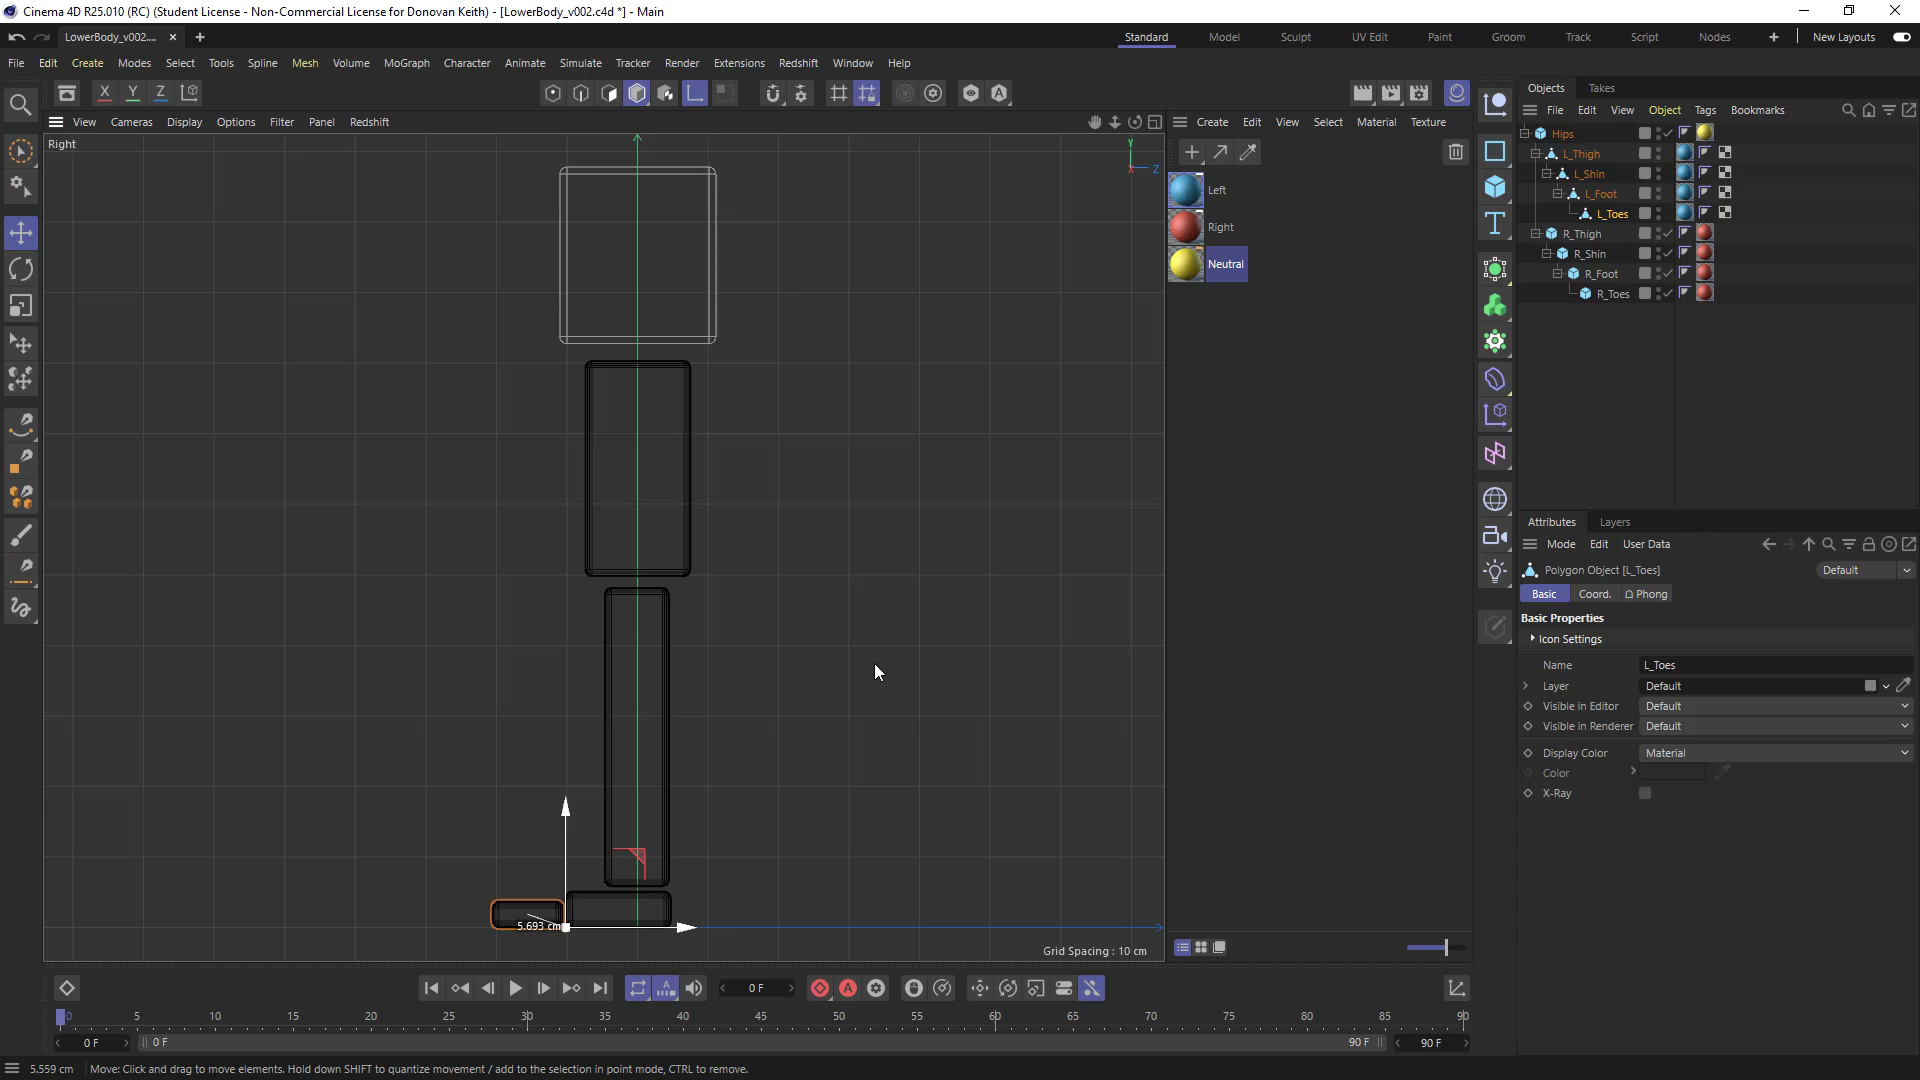 Cinema 4D R25.010 (RC) (Student License - Non-Commercial License for Donovan Keith) - [LowerBody_v002.c4d *] - Main
LowerBody_v002....
Standard Model Sculpt UV Edit Paint Groom Track Script Nodes New Layouts
File Edit Create Modes Select Tools Spline Mesh Volume MoGraph Character Animate Simulate Tracker Render Extensions Redshift Window Help
X Y Z
Objects Takes
File Edit View Object Tags Bookmarks
View Cameras Display Options Filter Panel Redshift
Create Edit View Select Material Texture
Right
Y
X Z
Left
Right
Neutral
Hips
L_Thigh
L_Shin
L_Foot
L_Toes
R_Thigh
R_Shin
R_Foot
R_Toes
Attributes Layers
Mode Edit User Data
Polygon Object [L_Toes]
Default
Basic Coord. Phong
Basic Properties
Icon Settings
Name L_Toes
Layer Default
Visible in Editor Default
Visible in Renderer Default
Display Color Material
Color
X-Ray
5.693 cm
Grid Spacing : 10 cm
0 F
0 5 10 15 20 25 30 35 40 45 50 55 60 65 70 75 80 85 90
0 F 0 F 90 F 90 F
5.559 cm Move: Click and drag to move elements. Hold down SHIFT to quantize movement / add to the selection in point mode, CTRL to remove.